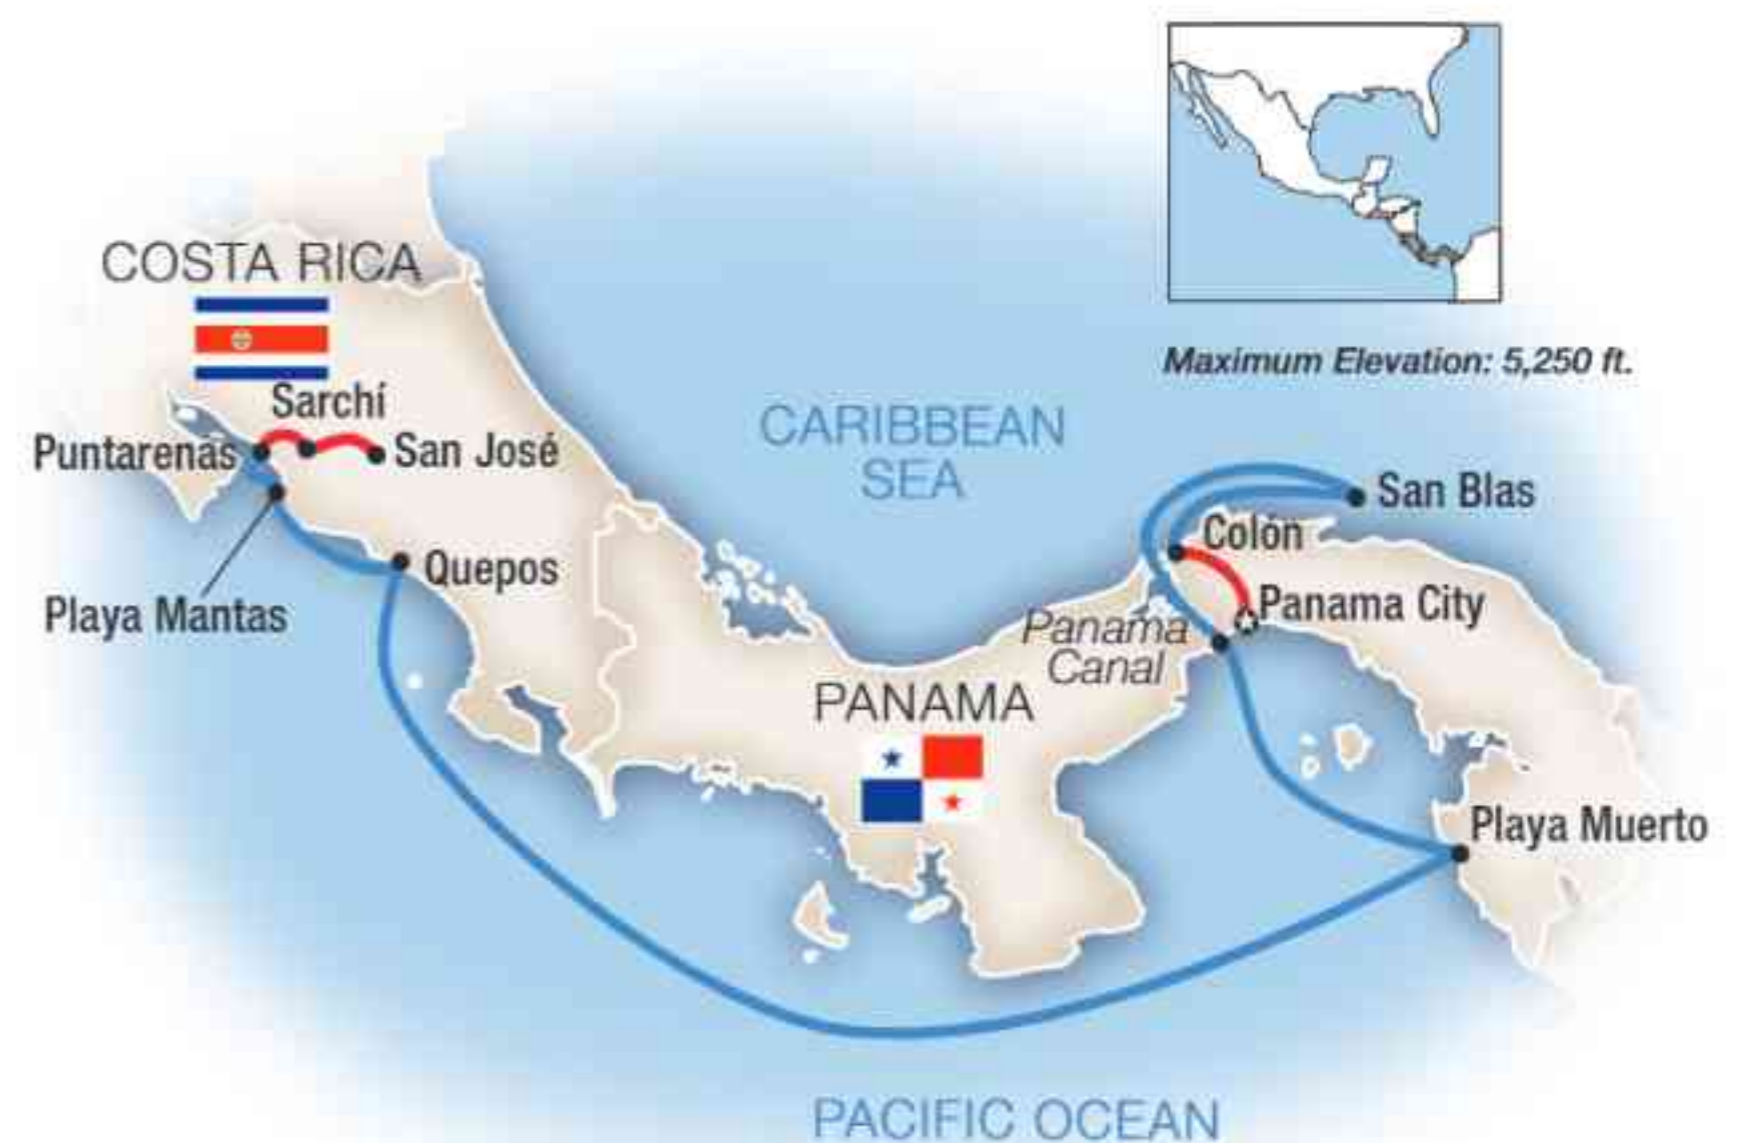 COSTA RICA
Maximum Elevation: 5,250 ft.
Sarchí
CARIBBEAN
SEA
Puntarenas
San José
San Blas
Colón
Quepos
Playa Mantas
Panama City
Panama
Canal
PANAMA
Playa Muerto
PACIFIC OCEAN